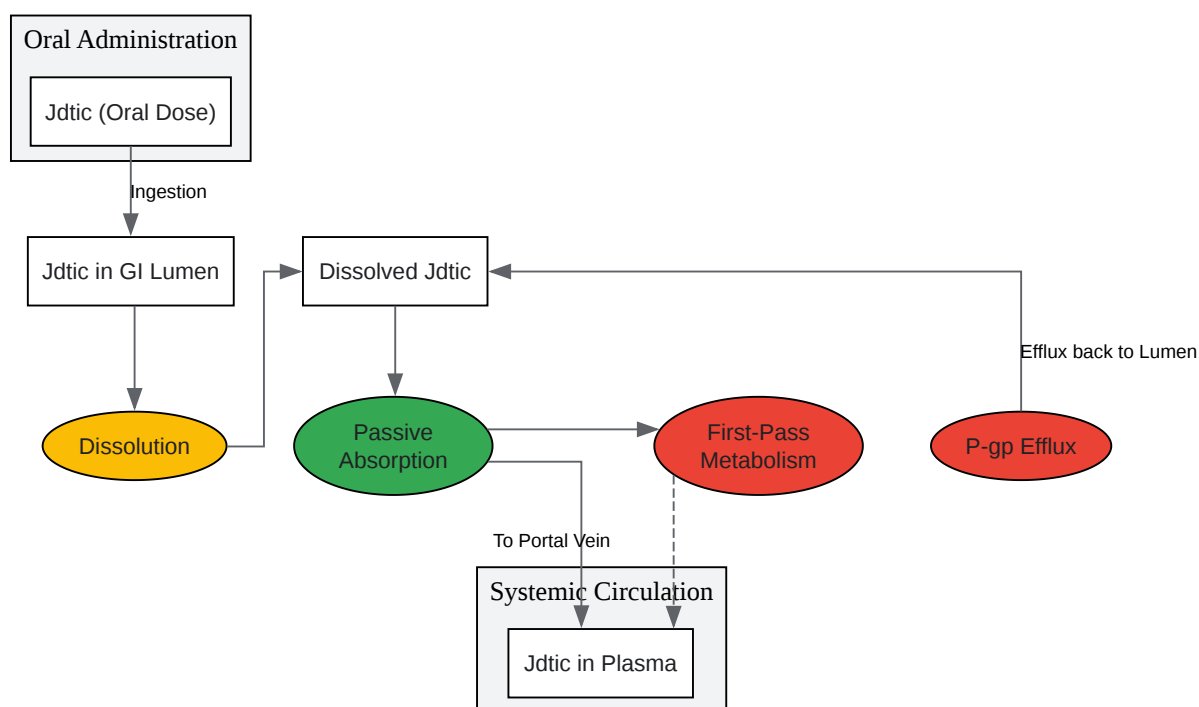 Oral Administration
Jdtic (Oral Dose)
Ingestion
Jdtic in GI Lumen
Dissolved Jdtic
Efflux back to Lumen
Dissolution
Passive
Absorption
First-Pass
Metabolism
P-gp Efflux
To Portal Vein
Systemic Circulation
Jdtic in Plasma